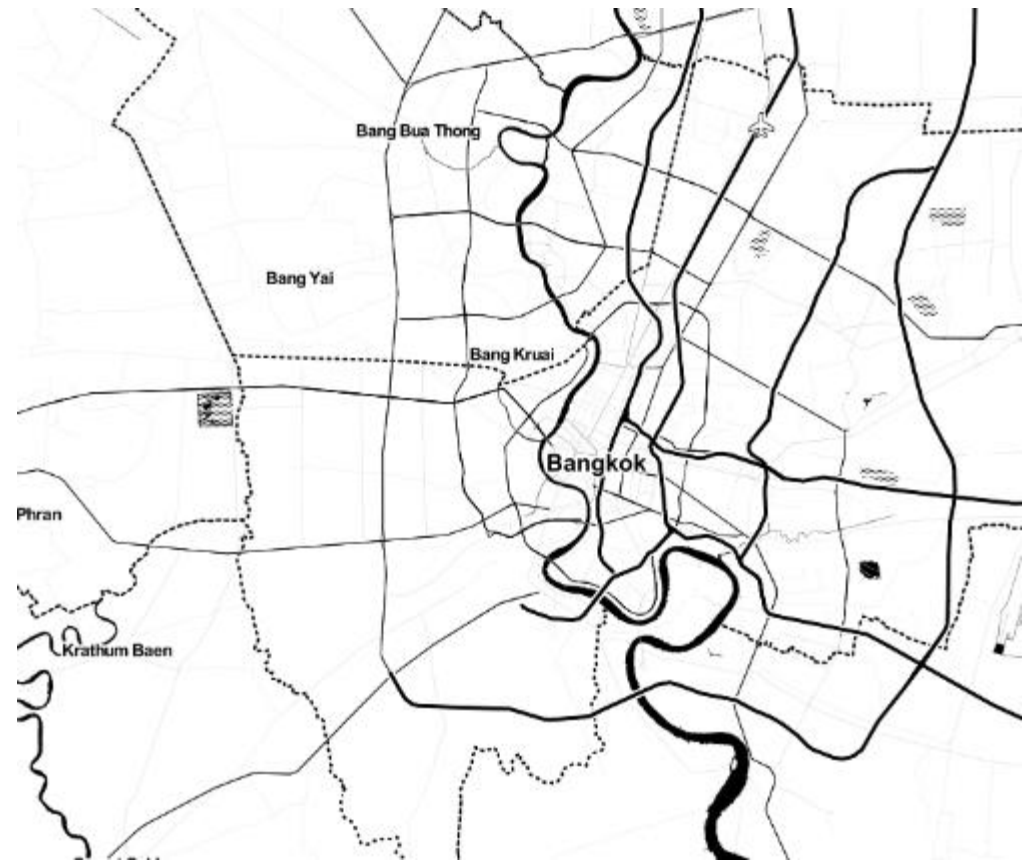 Bang Bua Thong
Bang Yai
Bang Kruai
Bangkok
Phran
Krathum Baen